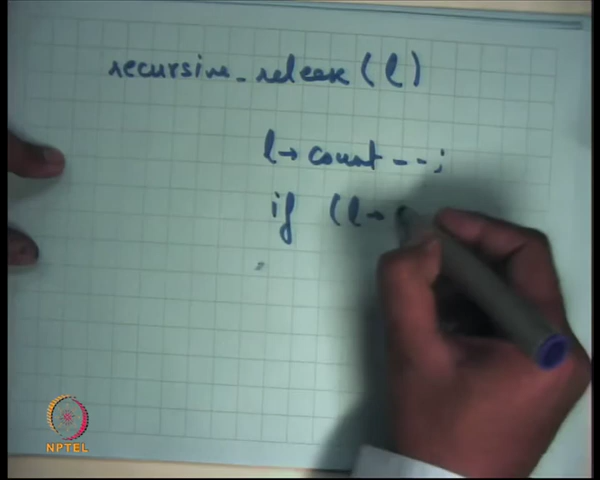 recursive_release (l)
l→ count --;
if (l→
NPTEL